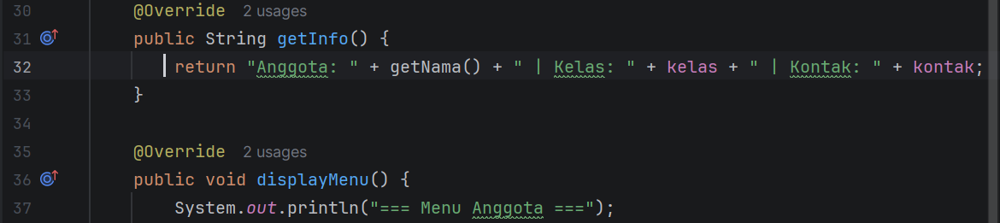 30 @Override 2 usages
31 public String getInfo() {
32 return "Anggota: " + getNama() + " | Kelas: " + kelas + " | Kontak: " + kontak;
33 }
34
35 @Override 2 usages
36 public void displayMenu() {
37 System.out.println("=== Menu Anggota ===");